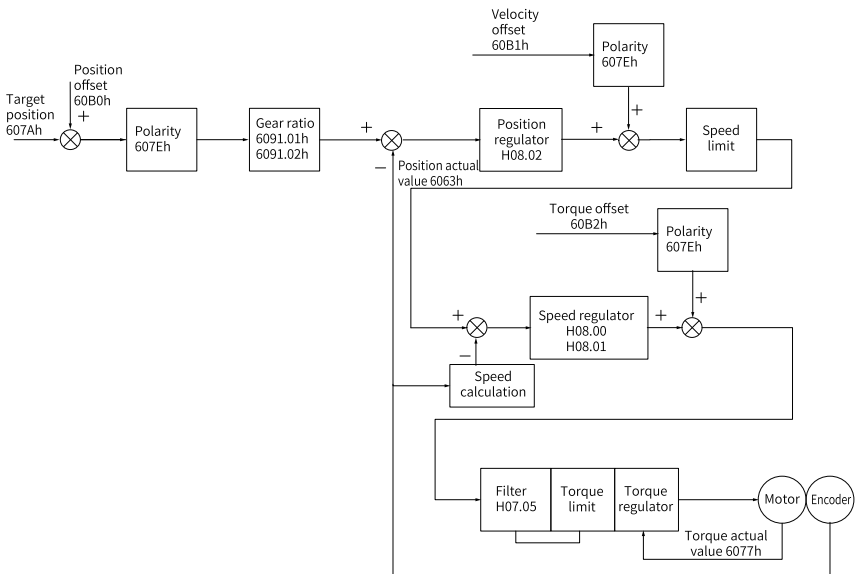 Velocity
offset
60B1h
Polarity
607Eh
+
Position
offset
60B0h
+
Target
position
607Ah
Polarity
607Eh
Gear ratio
6091.01h
6091.02h
+
−
Position actual
value 6063h
Position
regulator
H08.02
+
Speed
limit
Torque offset
60B2h
Polarity
607Eh
+
+
−
Speed regulator
H08.00
H08.01
+
Speed
calculation
Filter
H07.05
Torque
limit
Torque
regulator
Motor
Encoder
Torque actual
value 6077h